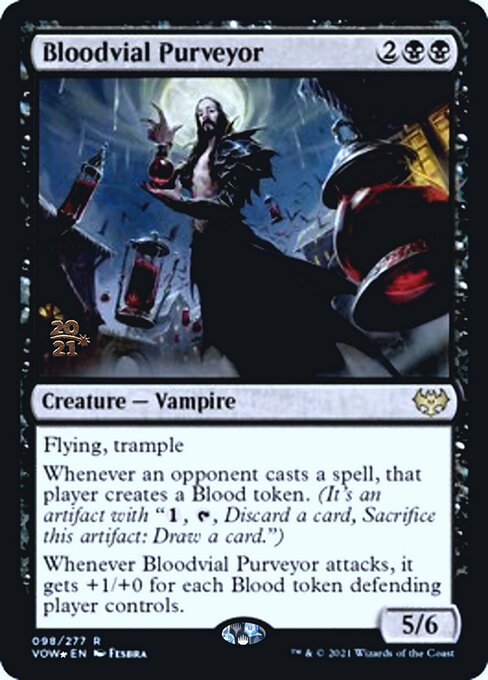 Bloodvial Purveyor 2
20
21
Creature — Vampire
Flying, trample
Whenever an opponent casts a spell, that
player creates a Blood token. (It's an
artifact with "1, , Discard a card, Sacrifice
this artifact: Draw a card.")
Whenever Bloodvial Purveyor attacks, it
gets +1/+0 for each Blood token defending
player controls.
5/6
098/277 R
VOW★EN Fesbra
™ & © 2021 Wizards of the Coast